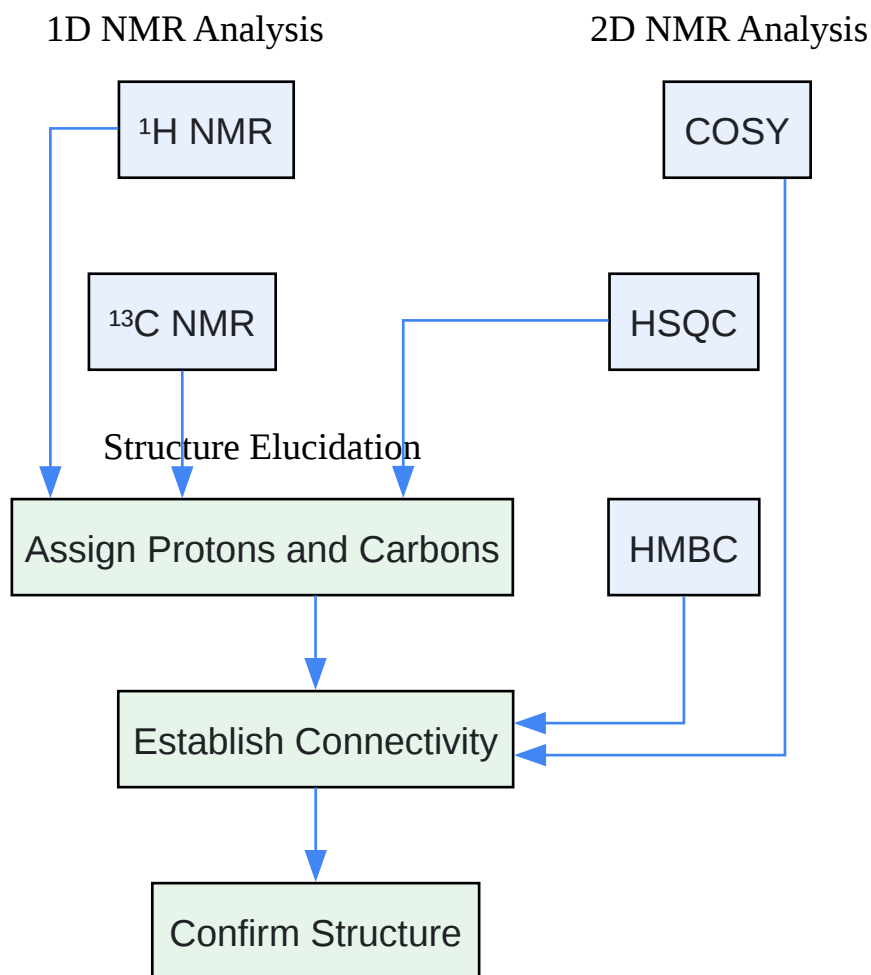 1D NMR Analysis
2D NMR Analysis
¹H NMR
COSY
¹³C NMR
HSQC
Structure Elucidation
Assign Protons and Carbons
HMBC
Establish Connectivity
Confirm Structure